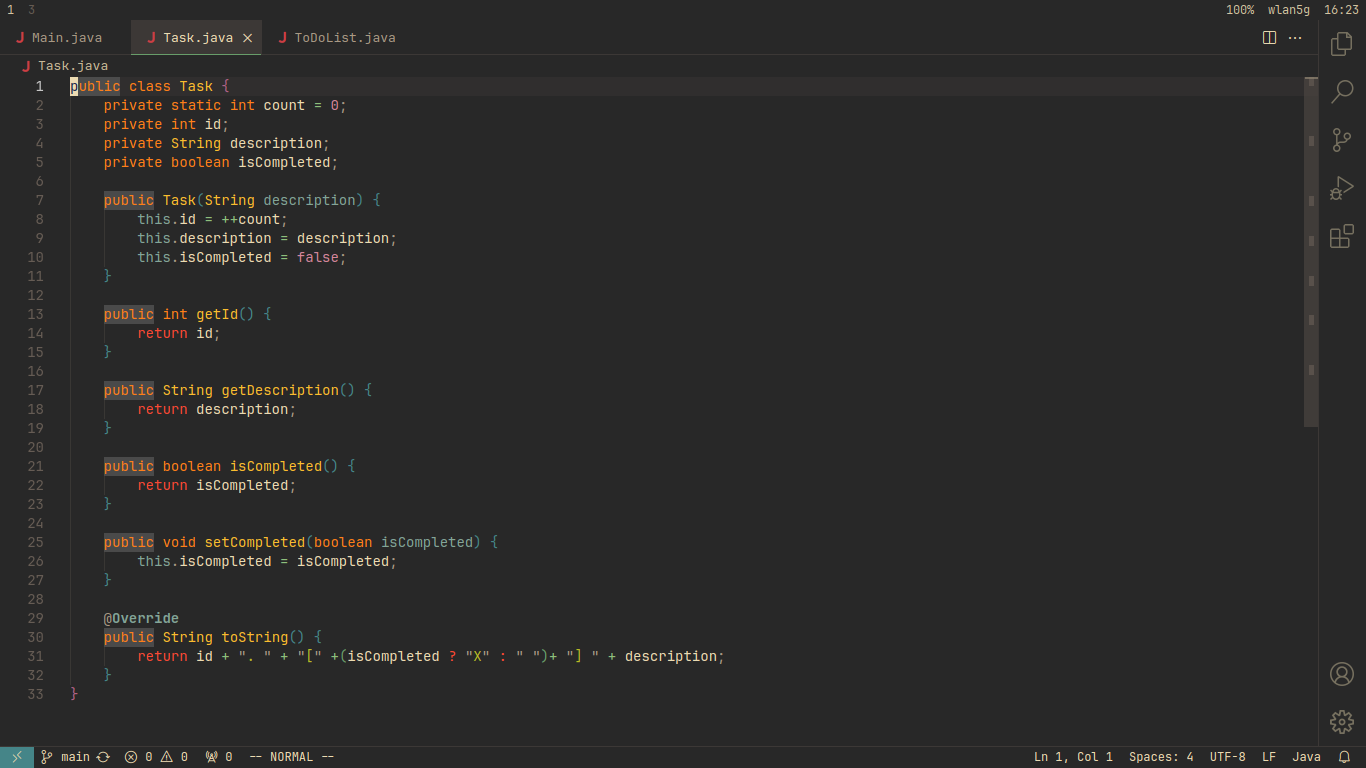 1 3 100% wlan5g 16:23
J Main.java J Task.java J ToDoList.java
J Task.java
1 public class Task {
2     private static int count = 0;
3     private int id;
4     private String description;
5     private boolean isCompleted;
6
7     public Task(String description) {
8         this.id = ++count;
9         this.description = description;
10         this.isCompleted = false;
11     }
12
13     public int getId() {
14         return id;
15     }
16
17     public String getDescription() {
18         return description;
19     }
20
21     public boolean isCompleted() {
22         return isCompleted;
23     }
24
25     public void setCompleted(boolean isCompleted) {
26         this.isCompleted = isCompleted;
27     }
28
29     @Override
30     public String toString() {
31         return id + ". " + "[" +(isCompleted ? "X" : " ")+ "] " + description;
32     }
33 }
main 0 0 0 -- NORMAL -- Ln 1, Col 1 Spaces: 4 UTF-8 LF Java